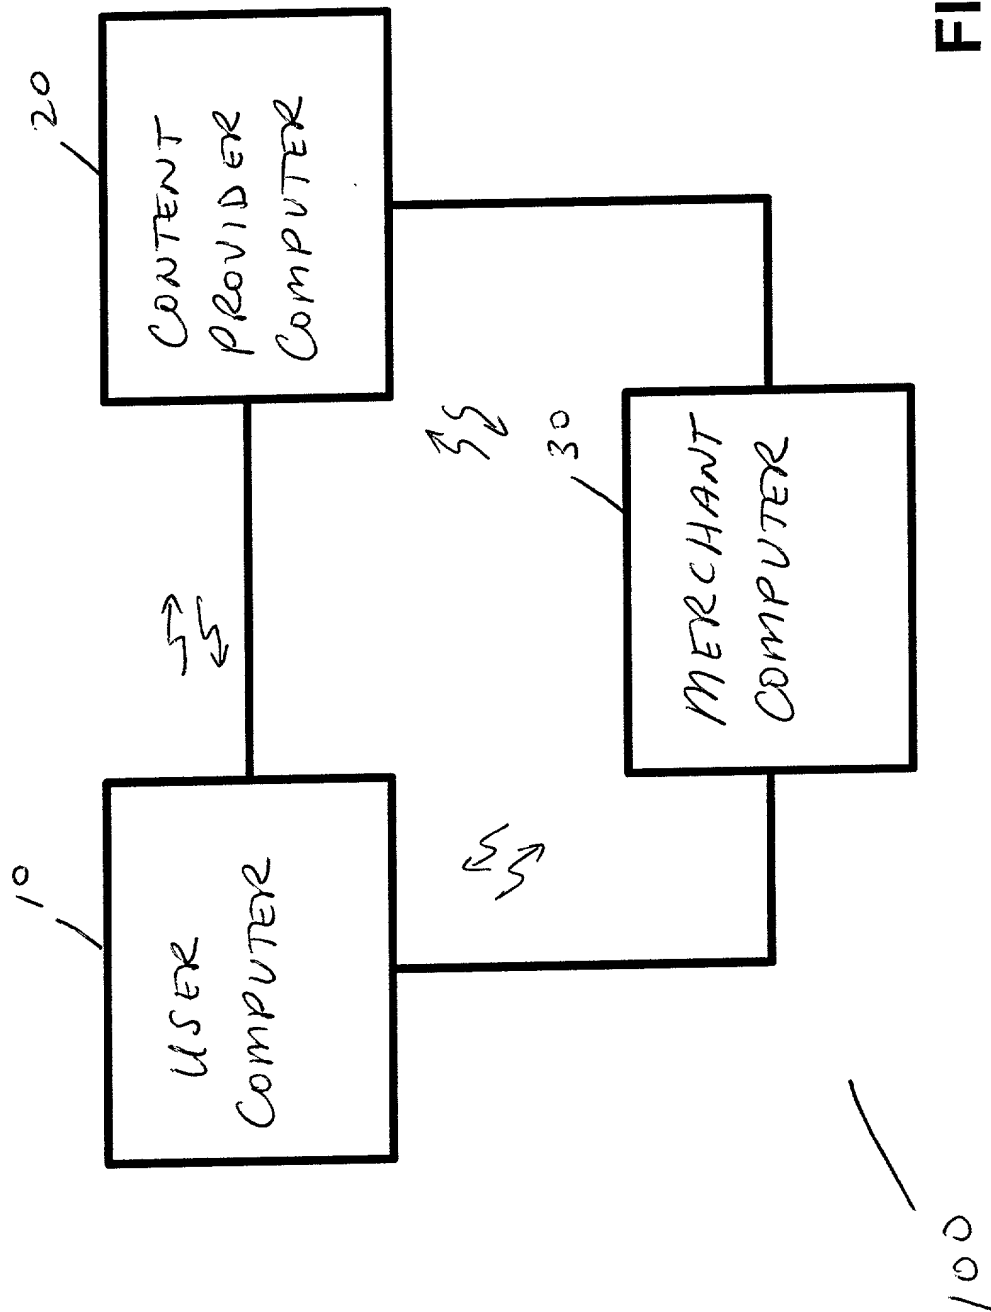 10
USER
COMPUTER
20
CONTENT
PROVIDER
COMPUTER
30
MERCHANT
COMPUTER
100
FI